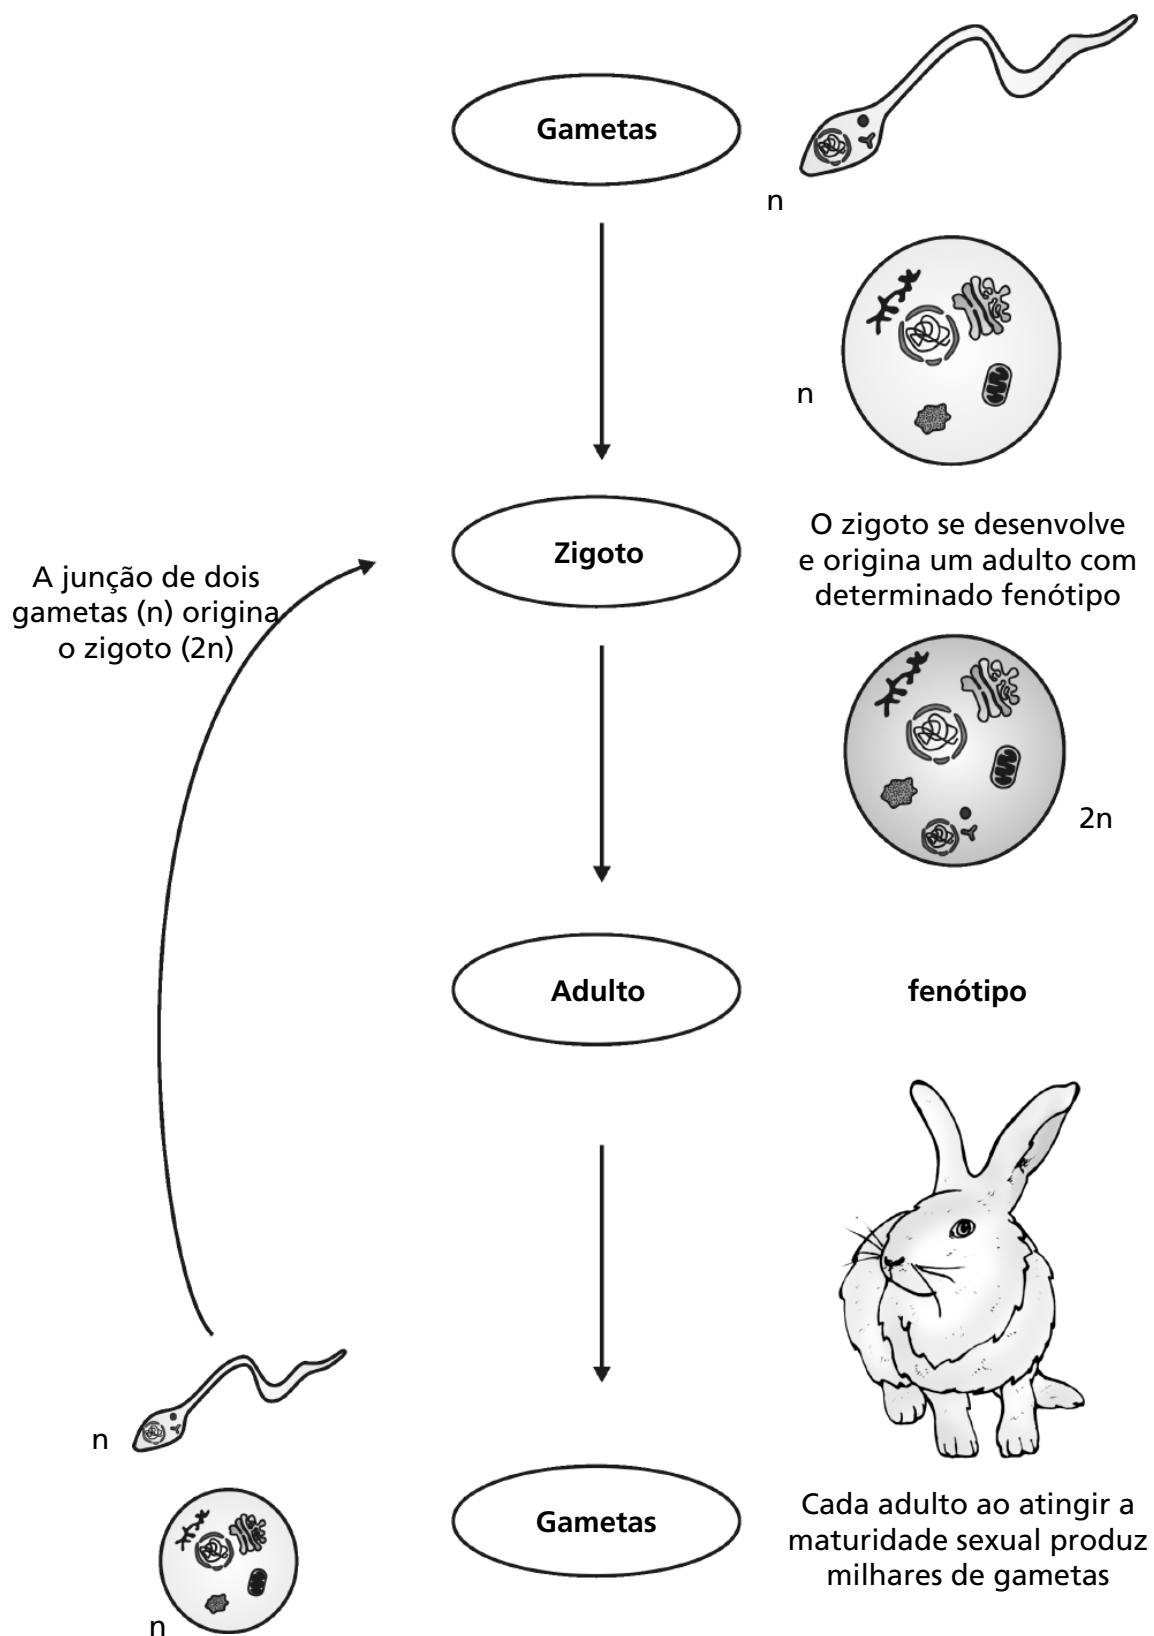 Gametas
n
n
Zigoto
O zigoto se desenvolve
e origina um adulto com
determinado fenótipo
A junção de dois
gametas (n) origina
o zigoto (2n)
2n
Adulto
fenótipo
n
Gametas
Cada adulto ao atingir a
maturidade sexual produz
milhares de gametas
n